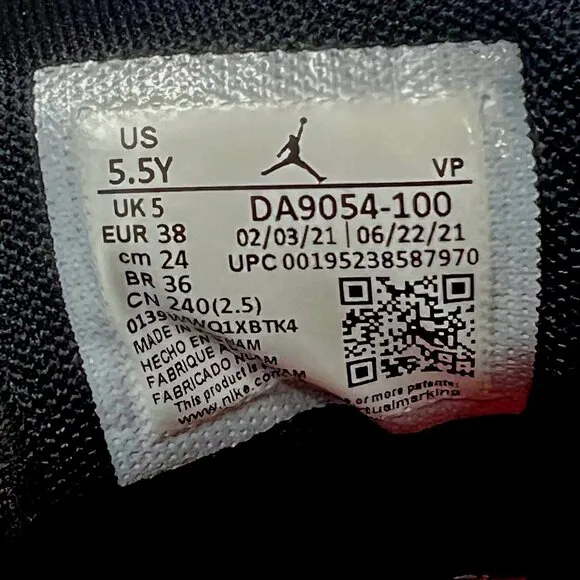 US
5.5Y VP
UK 5 DA9054-100
EUR 38 02/03/21 | 06/22/21
cm 24 UPC 00195238587970
BR 36
CN 240(2.5)
MADE IN
HECHO EN
FABRIQUE
FABRICADO
This product is
www.nike.com
or more patents